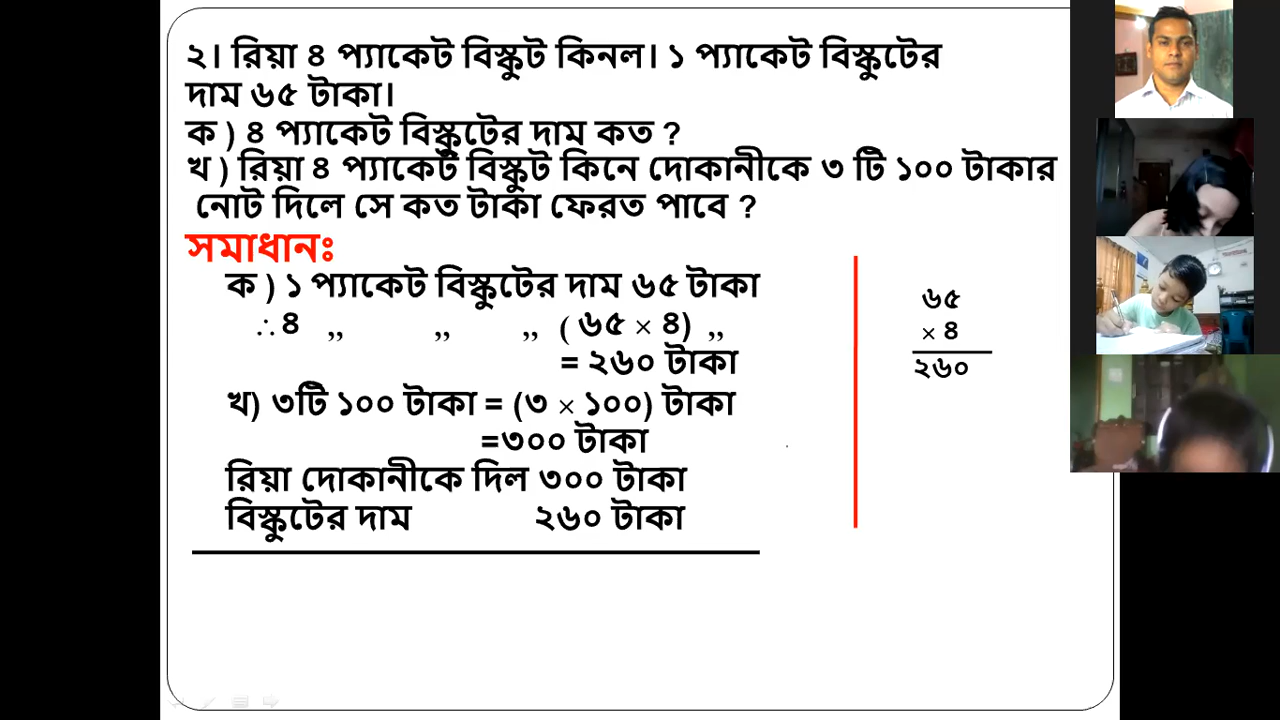 ২। রিয়া ৪ প্যাকেট বিস্কুট কিনল। ১ প্যাকেট বিস্কুটের
দাম ৬৫ টাকা।
ক ) ৪ প্যাকেট বিস্কুটের দাম কত ?
খ ) রিয়া ৪ প্যাকেট বিস্কুট কিনে দোকানীকে ৩ টি ১০০ টাকার
নোট দিলে সে কত টাকা ফেরত পাবে ?
সমাধানঃ
ক ) ১ প্যাকেট বিস্কুটের দাম ৬৫ টাকা
∴ ৪ ,, ,, ,, ( ৬৫ × ৪) ,,
= ২৬০ টাকা
খ) ৩টি ১০০ টাকা = (৩ × ১০০) টাকা
=৩০০ টাকা
রিয়া দোকানীকে দিল ৩০০ টাকা
বিস্কুটের দাম ২৬০ টাকা
৬৫
× ৪
২৬০